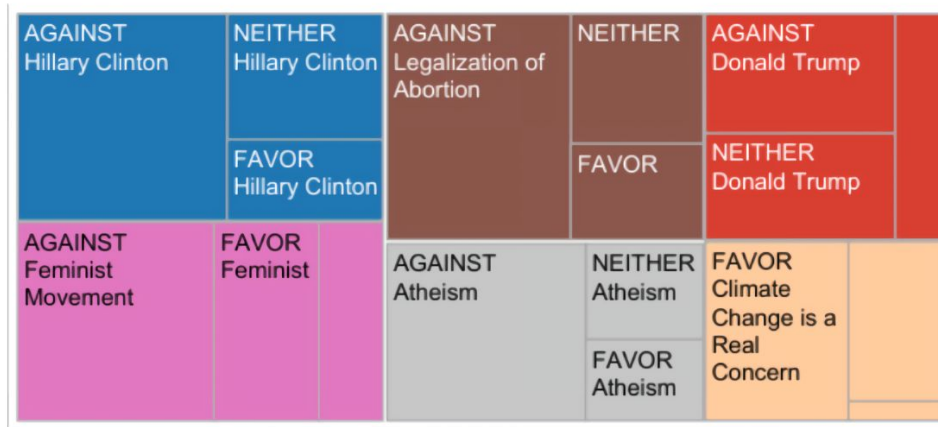 AGAINST
Hillary Clinton
NEITHER
Hillary Clinton
FAVOR
Hillary Clinton
AGAINST
Legalization of
Abortion
NEITHER
FAVOR
AGAINST
Donald Trump
NEITHER
Donald Trump
AGAINST
Feminist
Movement
FAVOR
Feminist
AGAINST
Atheism
NEITHER
Atheism
FAVOR
Atheism
FAVOR
Climate
Change is a
Real
Concern